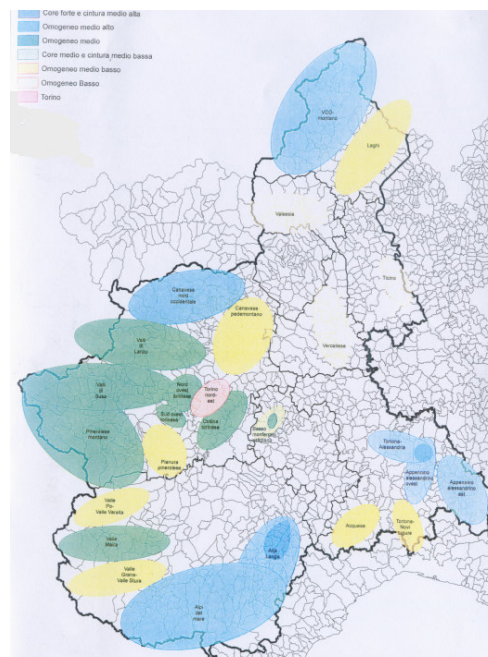 Core forte e cintura medio alta
Omogeneo medio alto
Omogeneo medio
Core medio e cintura medio bassa
Omogeneo medio basso
Omogeneo Basso
Torino
VCO
montano
Laghi
Valsesia
Ticino
Canavese
nord
occidentale
Canavese
pedemontano
Vercellese
Valli
di
Lanzo
Valli
di
Susa
Nord
ovest
torinese
Torino
nord-
est
Sud ovest
torinese
Collina
torinese
Pinerolese
montano
Basso
monferrato
Pianura
pinerolese
Tortona-
Alessandria
Appennino
alessandrino
ovest
Appennino
alessandrino
est
Valle
Po-
Valle Varaita
Acquese
Tortona-
Novi
Ligure
Valle
Maira
Alta
Langa
Valle
Grana-
Valle Stura
Alpi
del
mare